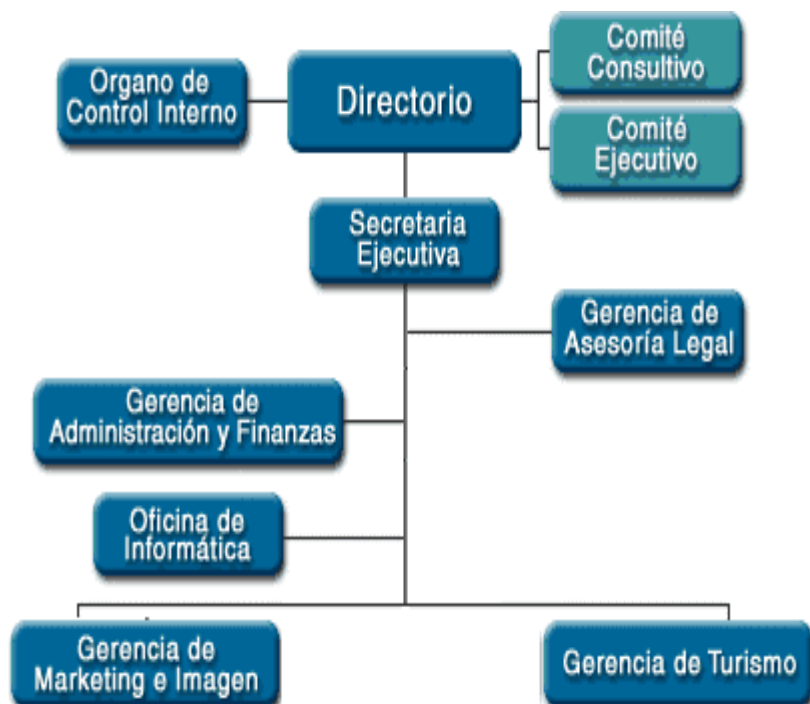 Organo de
Control Interno
Directorio
Comité
Consultivo
Comité
Ejecutivo
Secretaria
Ejecutiva
Gerencia de
Asesoría Legal
Gerencia de
Administración y Finanzas
Oficina de
Informática
Gerencia de
Marketing e Imagen
Gerencia de Turismo